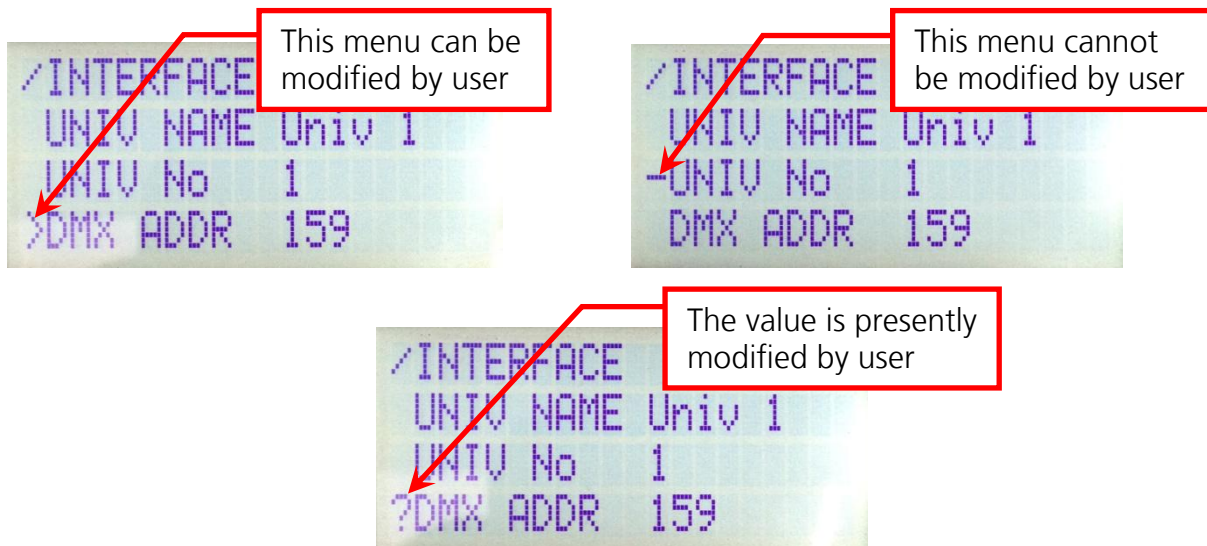 This menu can be
modified by user
/INTERFACE
UNIV NAME Univ 1
UNIV No 1
>DMX ADDR 159
This menu cannot
be modified by user
/INTERFACE
UNIV NAME Univ 1
-UNIV No 1
DMX ADDR 159
The value is presently
modified by user
/INTERFACE
UNIV NAME Univ 1
UNIV No 1
?DMX ADDR 159